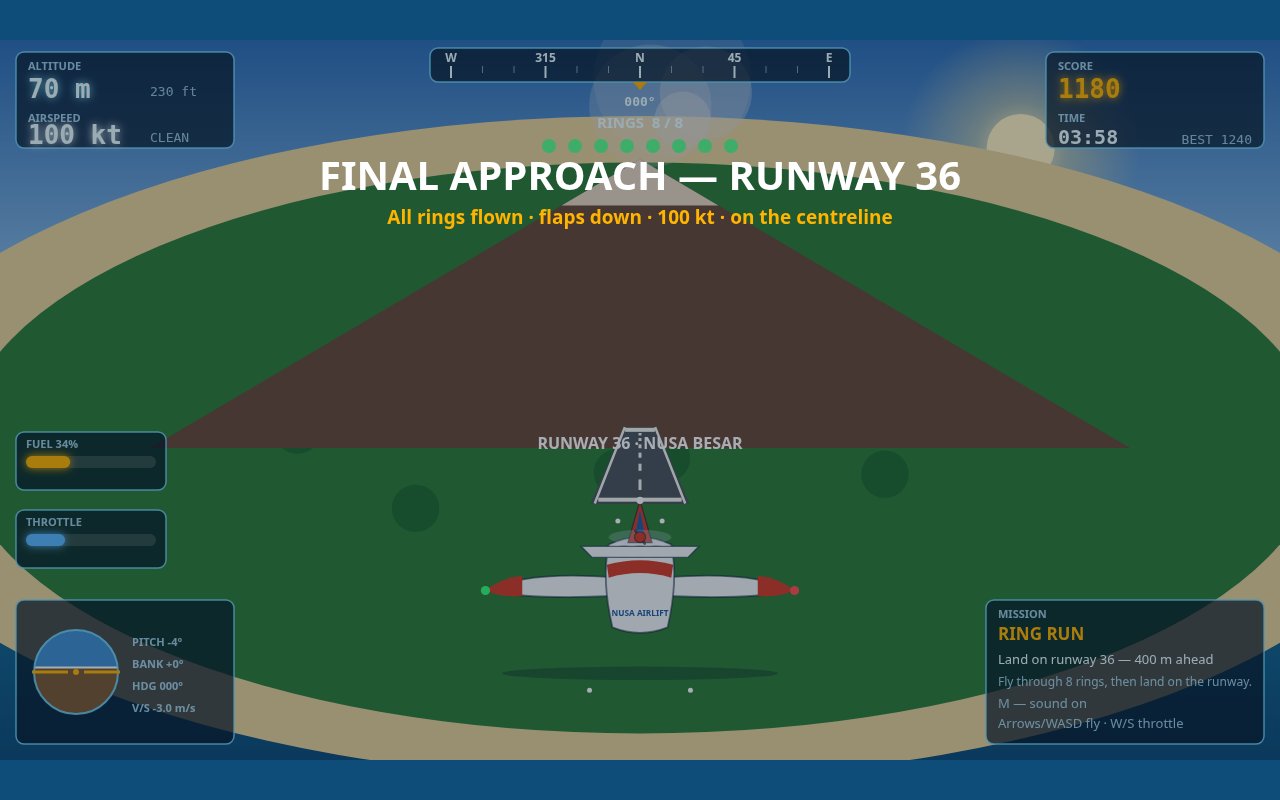 ALTITUDE
70 m 230 ft
AIRSPEED
100 kt CLEAN
W 315 N 45 E
000°
RINGS 8 / 8
SCORE
1180
TIME
03:58 BEST 1240
FINAL APPROACH — RUNWAY 36
All rings flown · flaps down · 100 kt · on the centreline
RUNWAY 36 · NUSA BESAR
FUEL 34%
THROTTLE
NUSA AIRLIFT
PITCH -4°
BANK +0°
HDG 000°
V/S -3.0 m/s
MISSION
RING RUN
Land on runway 36 — 400 m ahead
Fly through 8 rings, then land on the runway.
M — sound on
Arrows/WASD fly · W/S throttle